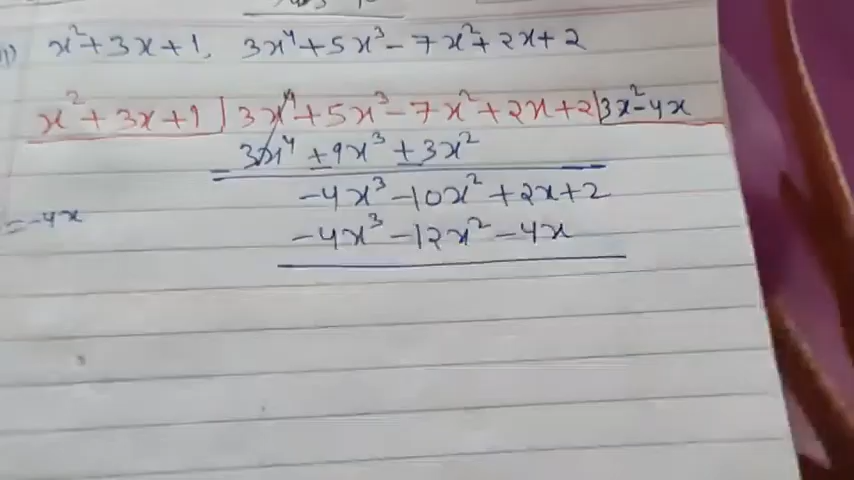 x²+3x+1, 3x⁴+5x³-7x²+2x+2
x²+3x+1 | 3x⁴+5x³-7x²+2x+2 | 3x²-4x
3x⁴+9x³+3x²
-4x³-10x²+2x+2
=-4x
-4x³-12x²-4x